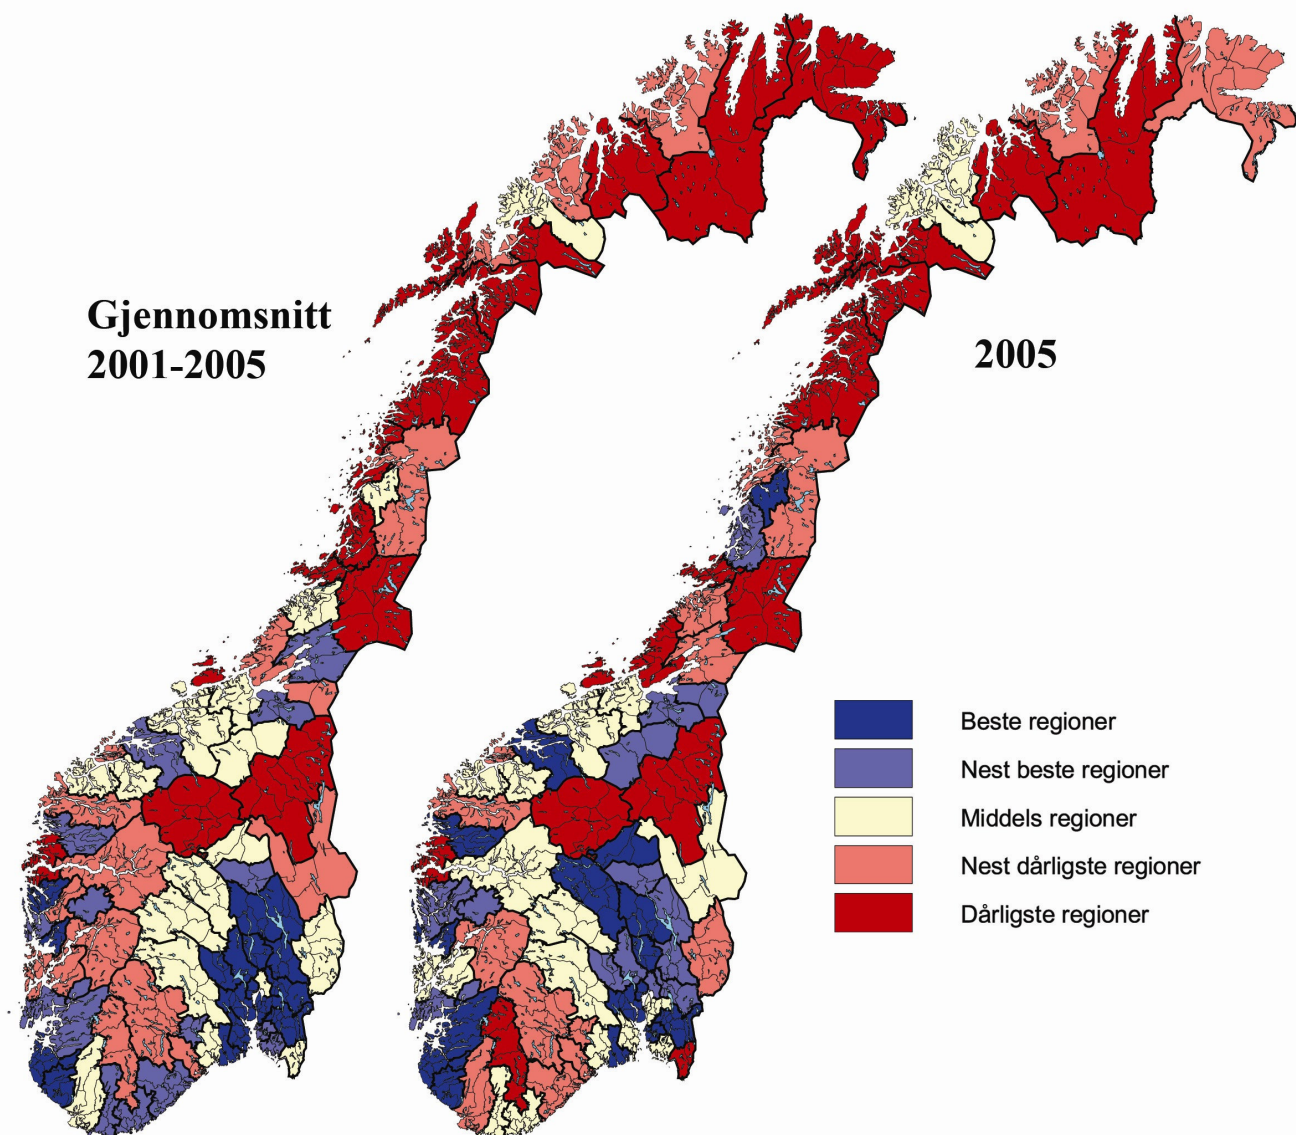 Gjennomsnitt
2001-2005
2005
Beste regioner
Nest beste regioner
Middels regioner
Nest dårligste regioner
Dårligste regioner